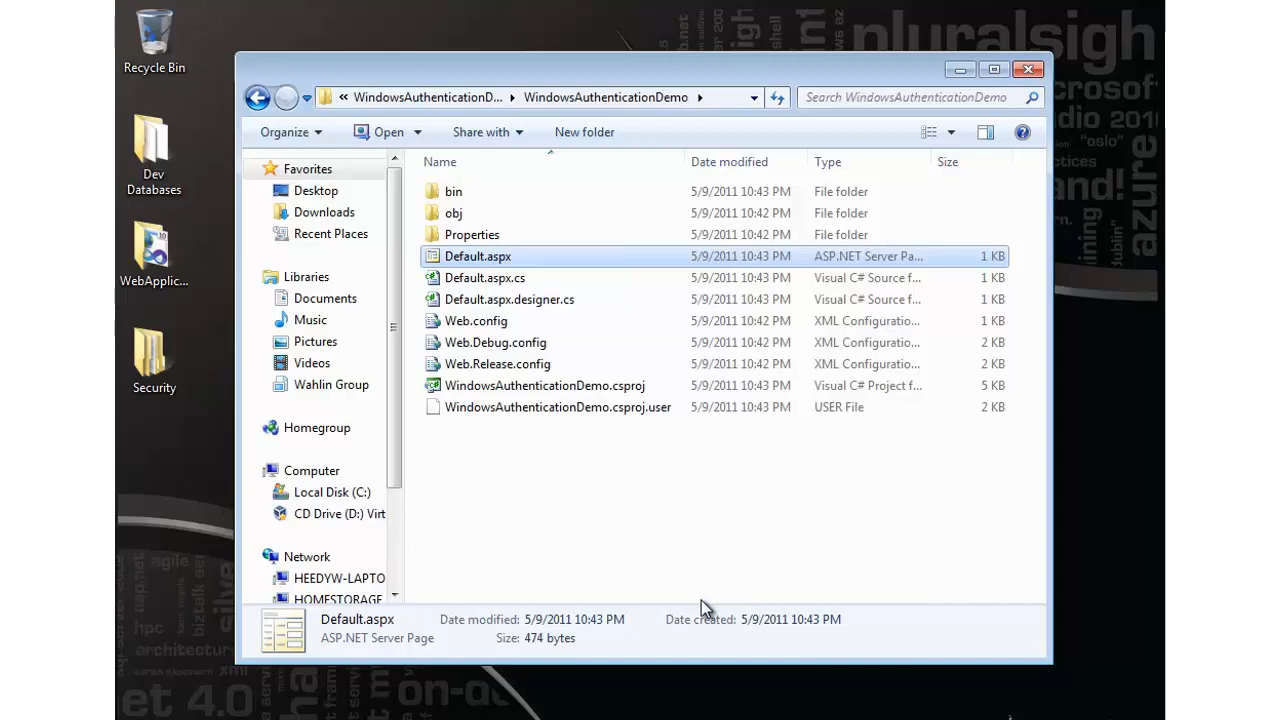 Recycle Bin
Dev
Databases
WebApplic...
Security
pluralsigh
microsof
azure
architectur
et 4.0
on-
« WindowsAuthenticationD... ▸ WindowsAuthenticationDemo ▸
Search WindowsAuthenticationDemo
Organize
Open
Share with
New folder
Favorites
Desktop
Downloads
Recent Places
Libraries
Documents
Music
Pictures
Videos
Wahlin Group
Homegroup
Computer
Local Disk (C:)
CD Drive (D:) Virt
Network
HEEDYW-LAPTO
HOMESTORAGE
Name Date modified Type Size
bin 5/9/2011 10:43 PM File folder
obj 5/9/2011 10:42 PM File folder
Properties 5/9/2011 10:42 PM File folder
Default.aspx 5/9/2011 10:43 PM ASP.NET Server Pa... 1 KB
Default.aspx.cs 5/9/2011 10:43 PM Visual C# Source f... 1 KB
Default.aspx.designer.cs 5/9/2011 10:43 PM Visual C# Source f... 1 KB
Web.config 5/9/2011 10:42 PM XML Configuratio... 1 KB
Web.Debug.config 5/9/2011 10:42 PM XML Configuratio... 2 KB
Web.Release.config 5/9/2011 10:42 PM XML Configuratio... 2 KB
WindowsAuthenticationDemo.csproj 5/9/2011 10:43 PM Visual C# Project f... 5 KB
WindowsAuthenticationDemo.csproj.user 5/9/2011 10:43 PM USER File 2 KB
Default.aspx Date modified: 5/9/2011 10:43 PM Date created: 5/9/2011 10:43 PM
ASP.NET Server Page Size: 474 bytes